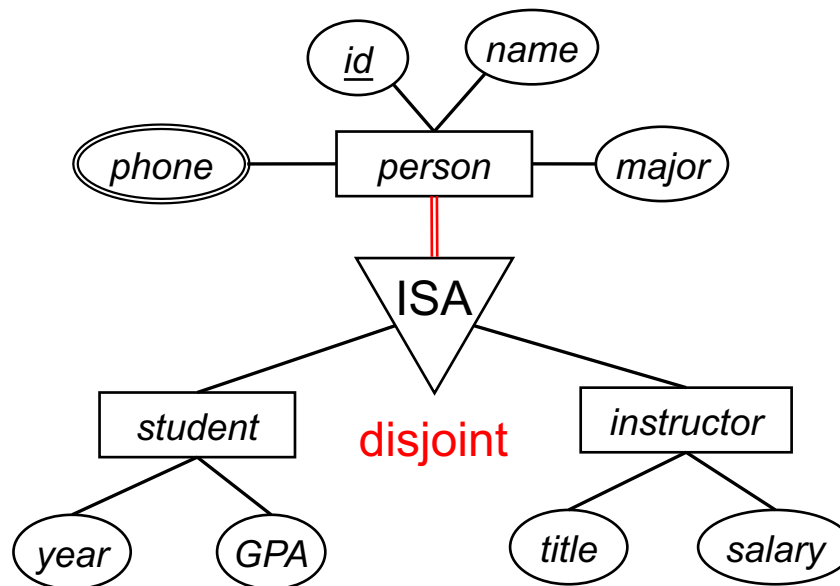 id
name
phone
person
major
ISA
student
disjoint
instructor
year
GPA
title
salary